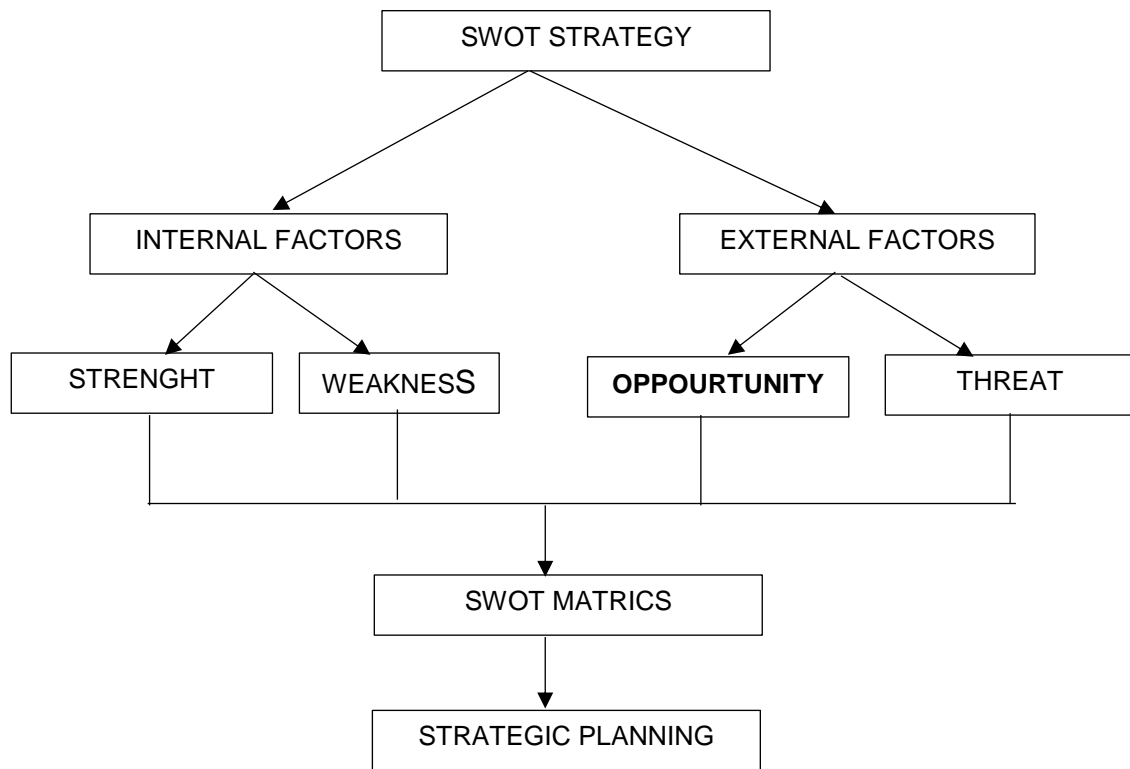 SWOT STRATEGY
INTERNAL FACTORS
EXTERNAL FACTORS
STRENGHT
WEAKNESS
OPPOURTUNITY
THREAT
SWOT MATRICS
STRATEGIC PLANNING